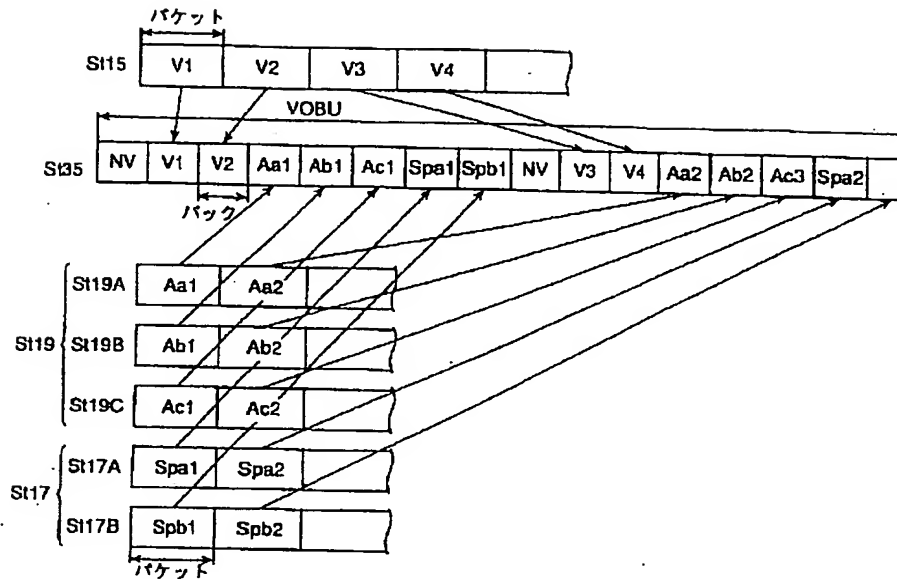 パケット
St15 V1 V2 V3 V4
VOBU
St35 NV V1 V2 Aa1 Ab1 Ac1 Spa1 Spb1 NV V3 V4 Aa2 Ab2 Ac3 Spa2
パック
St19
St19A Aa1 Aa2
St19B Ab1 Ab2
St19C Ac1 Ac2
St17
St17A Spa1 Spa2
St17B Spb1 Spb2
パケット